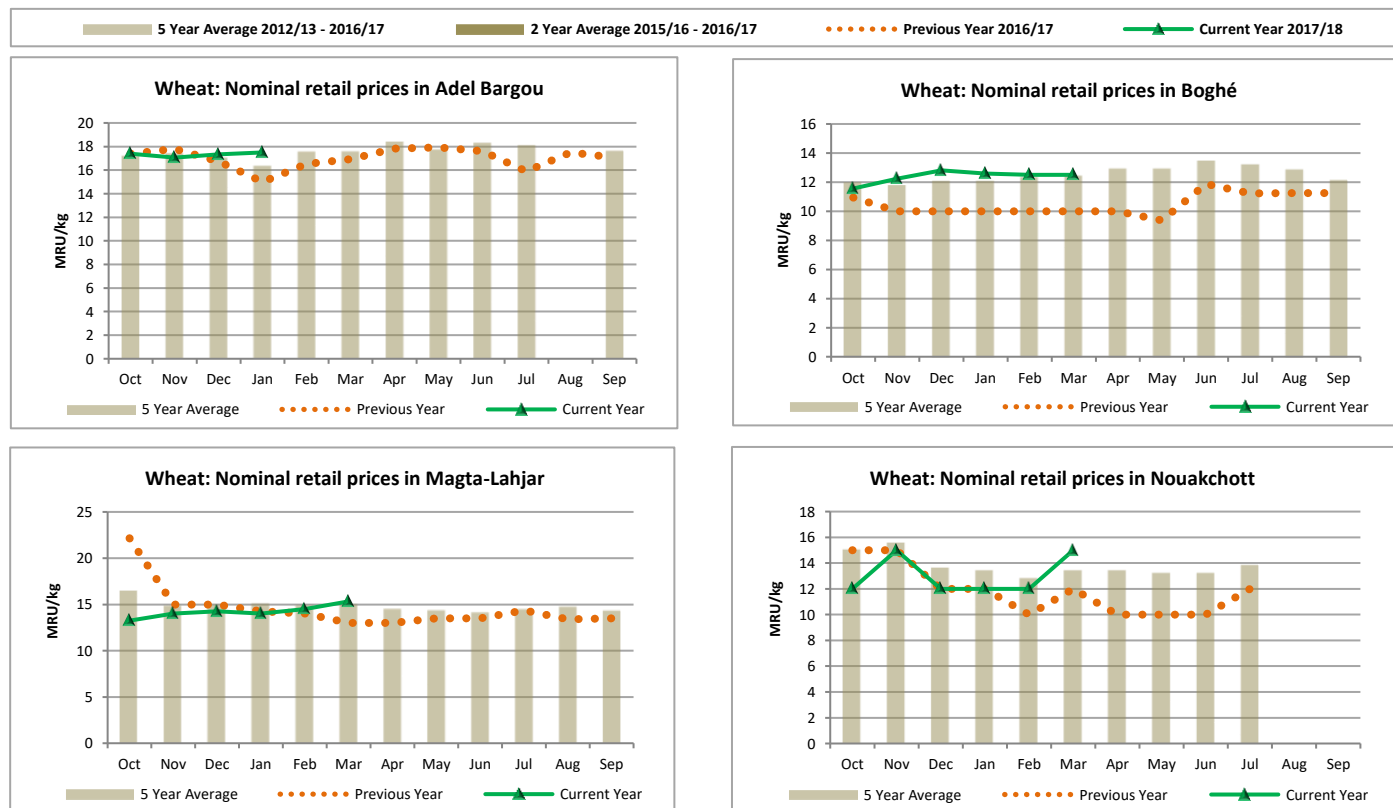 5 Year Average 2012/13 - 2016/17 2 Year Average 2015/16 - 2016/17 Previous Year 2016/17 Current Year 2017/18
Wheat: Nominal retail prices in Adel Bargou
MRU/kg
20
18
16
14
12
10
8
6
4
2
0
Oct Nov Dec Jan Feb Mar Apr May Jun Jul Aug Sep
5 Year Average Previous Year Current Year
Wheat: Nominal retail prices in Boghé
MRU/kg
16
14
12
10
8
6
4
2
0
Oct Nov Dec Jan Feb Mar Apr May Jun Jul Aug Sep
5 Year Average Previous Year Current Year
Wheat: Nominal retail prices in Magta-Lahjar
MRU/kg
25
20
15
10
5
0
Oct Nov Dec Jan Feb Mar Apr May Jun Jul Aug Sep
5 Year Average Previous Year Current Year
Wheat: Nominal retail prices in Nouakchott
MRU/kg
18
16
14
12
10
8
6
4
2
0
Oct Nov Dec Jan Feb Mar Apr May Jun Jul Aug Sep
5 Year Average Previous Year Current Year